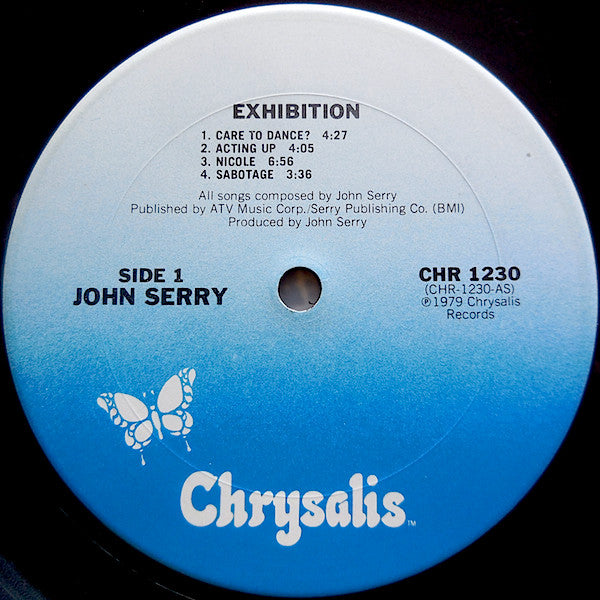 EXHIBITION
1. CARE TO DANCE? 4:27
2. ACTING UP 4:05
3. NICOLE 6:56
4. SABOTAGE 3:36
All songs composed by John Serry
Published by ATV Music Corp./Serry Publishing Co. (BMI)
Produced by John Serry
SIDE 1
JOHN SERRY
CHR 1230
(CHR-1230-AS)
℗ 1979 Chrysalis
Records
Chrysalis™